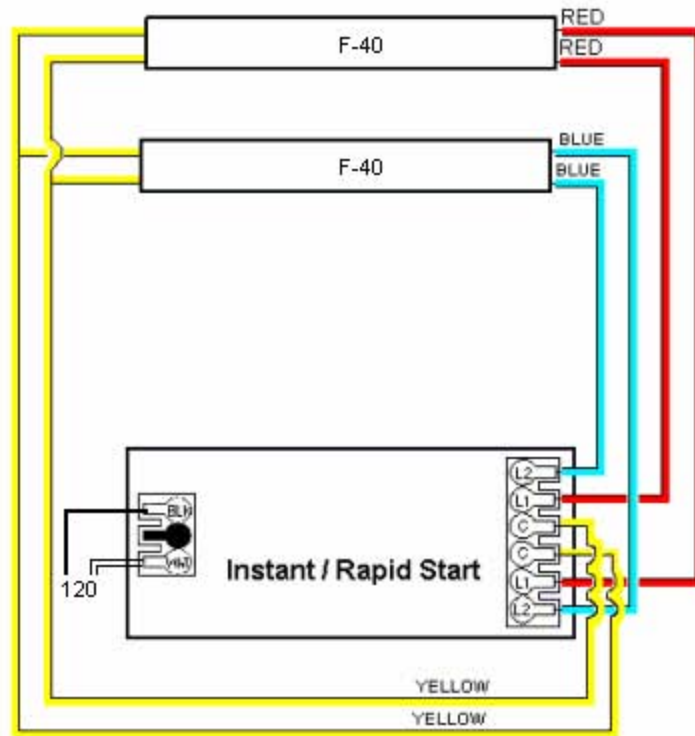 RED
F-40
RED
BLUE
F-40
BLUE
L2
L1
BLK
C
C
WHT
Instant / Rapid Start
L1
120
L2
YELLOW
YELLOW